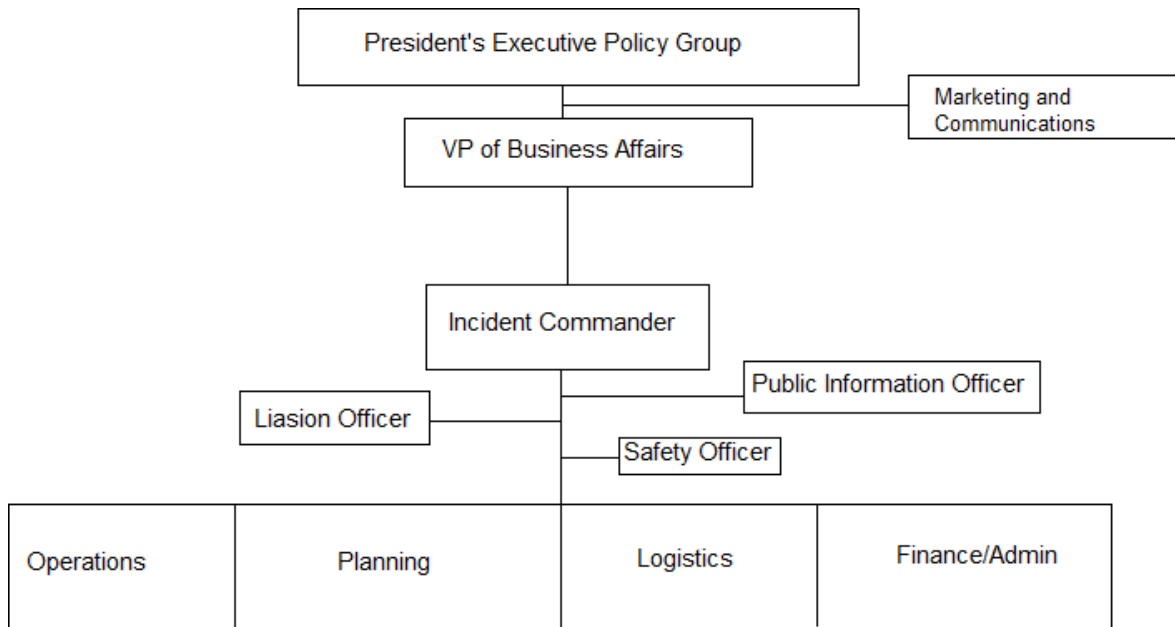 President's Executive Policy Group
Marketing and
Communications
VP of Business Affairs
Incident Commander
Public Information Officer
Liasion Officer
Safety Officer
Operations
Planning
Logistics
Finance/Admin